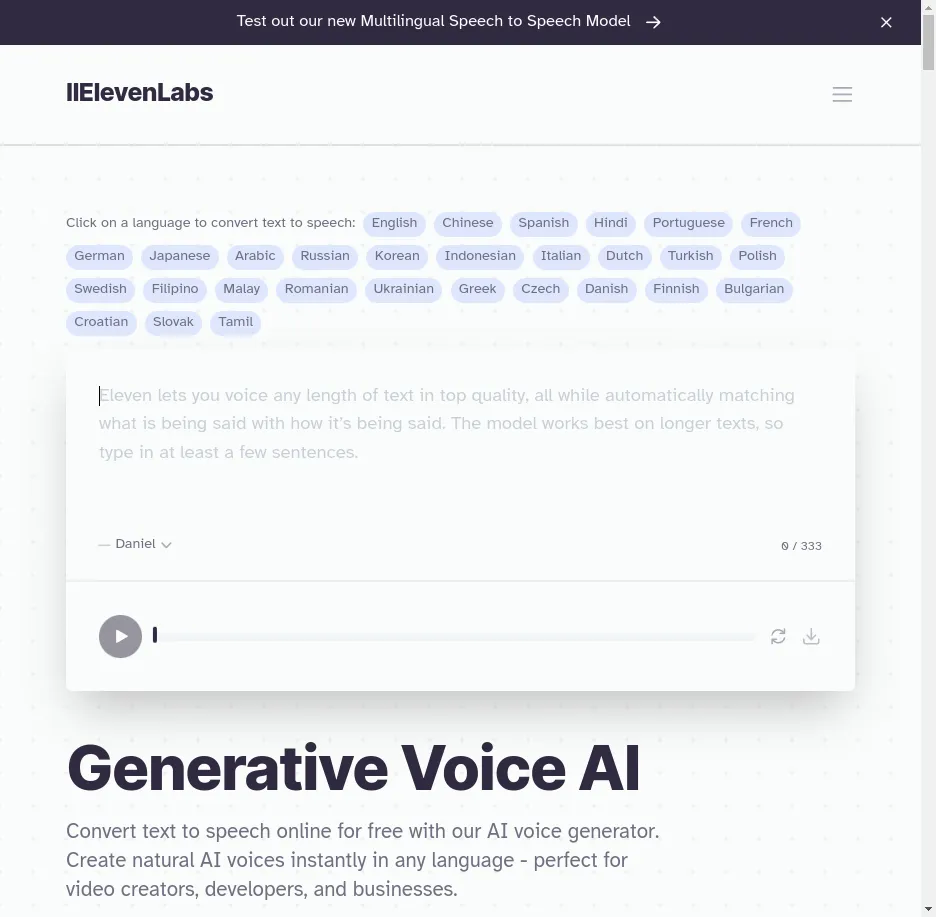 Test out our new Multilingual Speech to Speech Model →
IIElevenLabs
Click on a language to convert text to speech: English Chinese Spanish Hindi Portuguese French
German Japanese Arabic Russian Korean Indonesian Italian Dutch Turkish Polish
Swedish Filipino Malay Romanian Ukrainian Greek Czech Danish Finnish Bulgarian
Croatian Slovak Tamil
Eleven lets you voice any length of text in top quality, all while automatically matching
what is being said with how it’s being said. The model works best on longer texts, so
type in at least a few sentences.
— Daniel 0 / 333
Generative Voice AI
Convert text to speech online for free with our AI voice generator.
Create natural AI voices instantly in any language - perfect for
video creators, developers, and businesses.